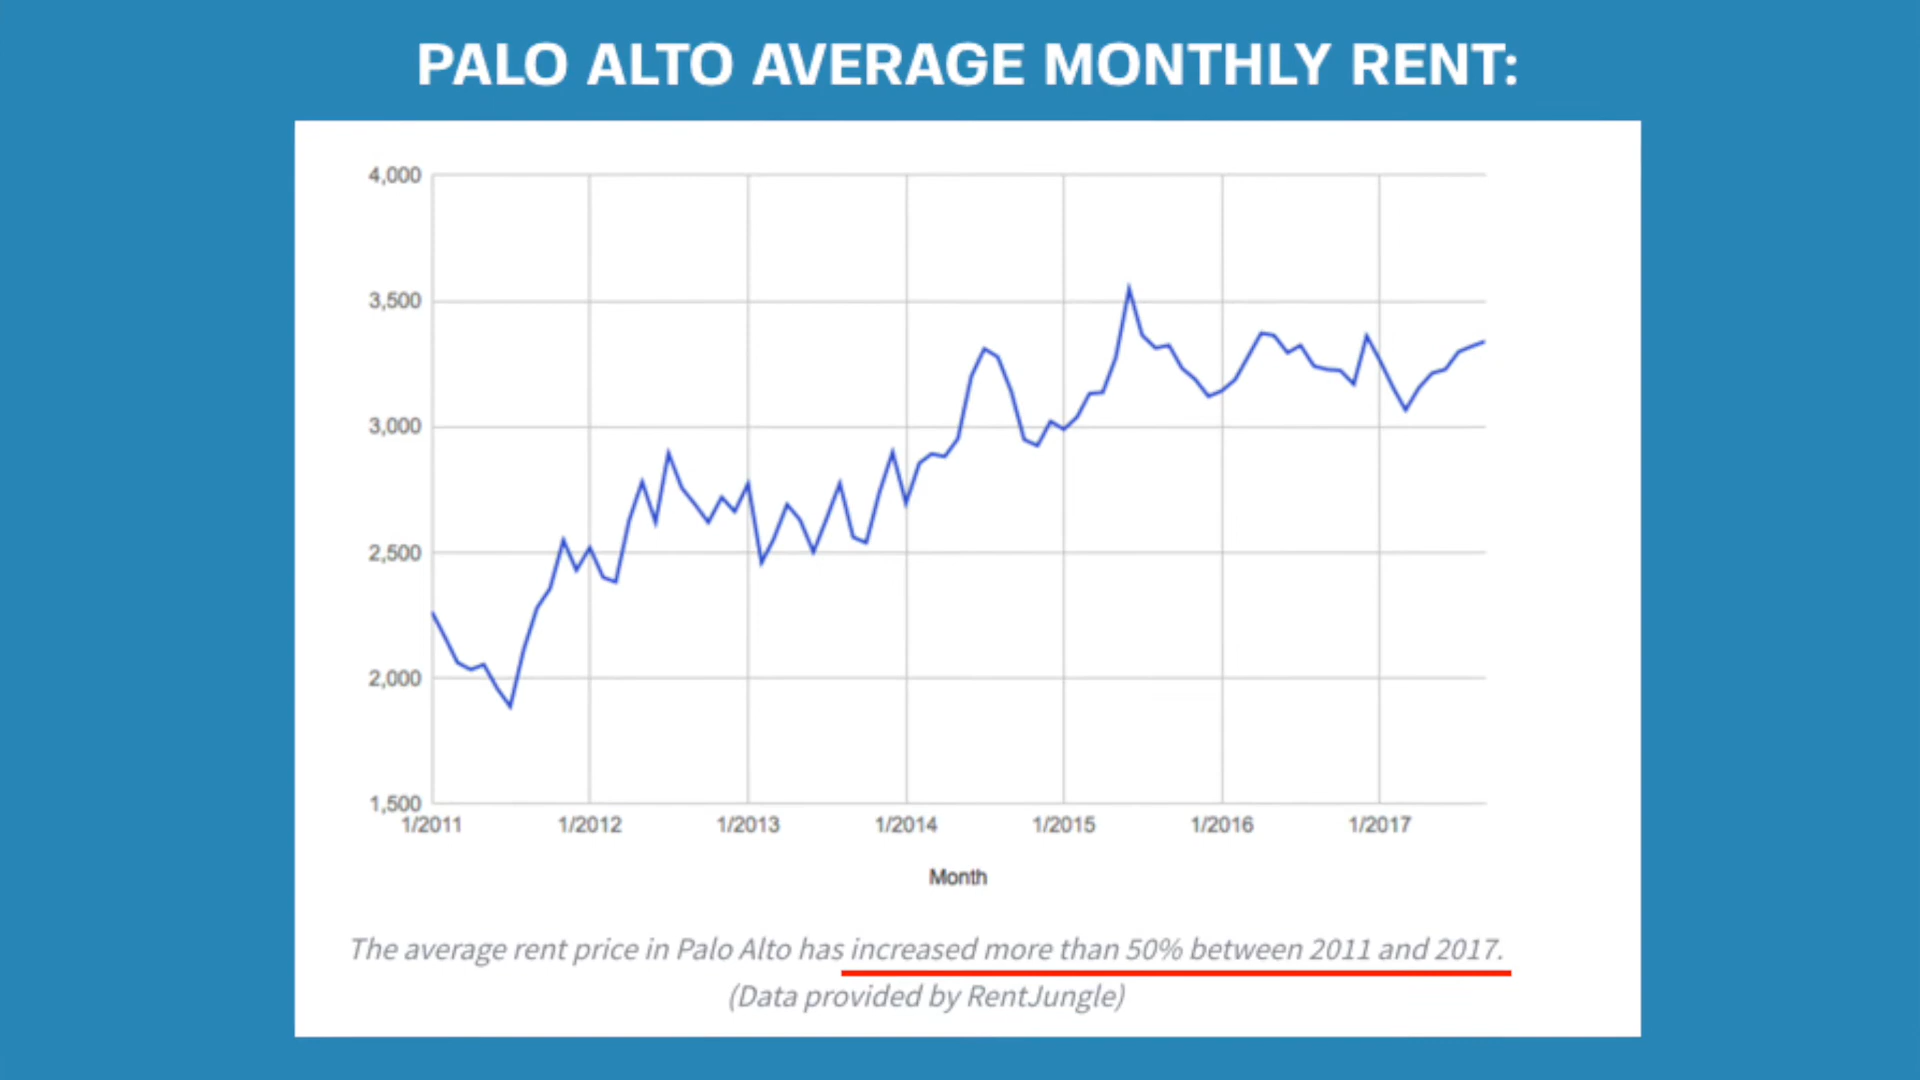 PALO ALTO AVERAGE MONTHLY RENT:
4,000
3,500
3,000
2,500
2,000
1,500
1/2011 1/2012 1/2013 1/2014 1/2015 1/2016 1/2017
Month
The average rent price in Palo Alto has increased more than 50% between 2011 and 2017.
(Data provided by RentJungle)